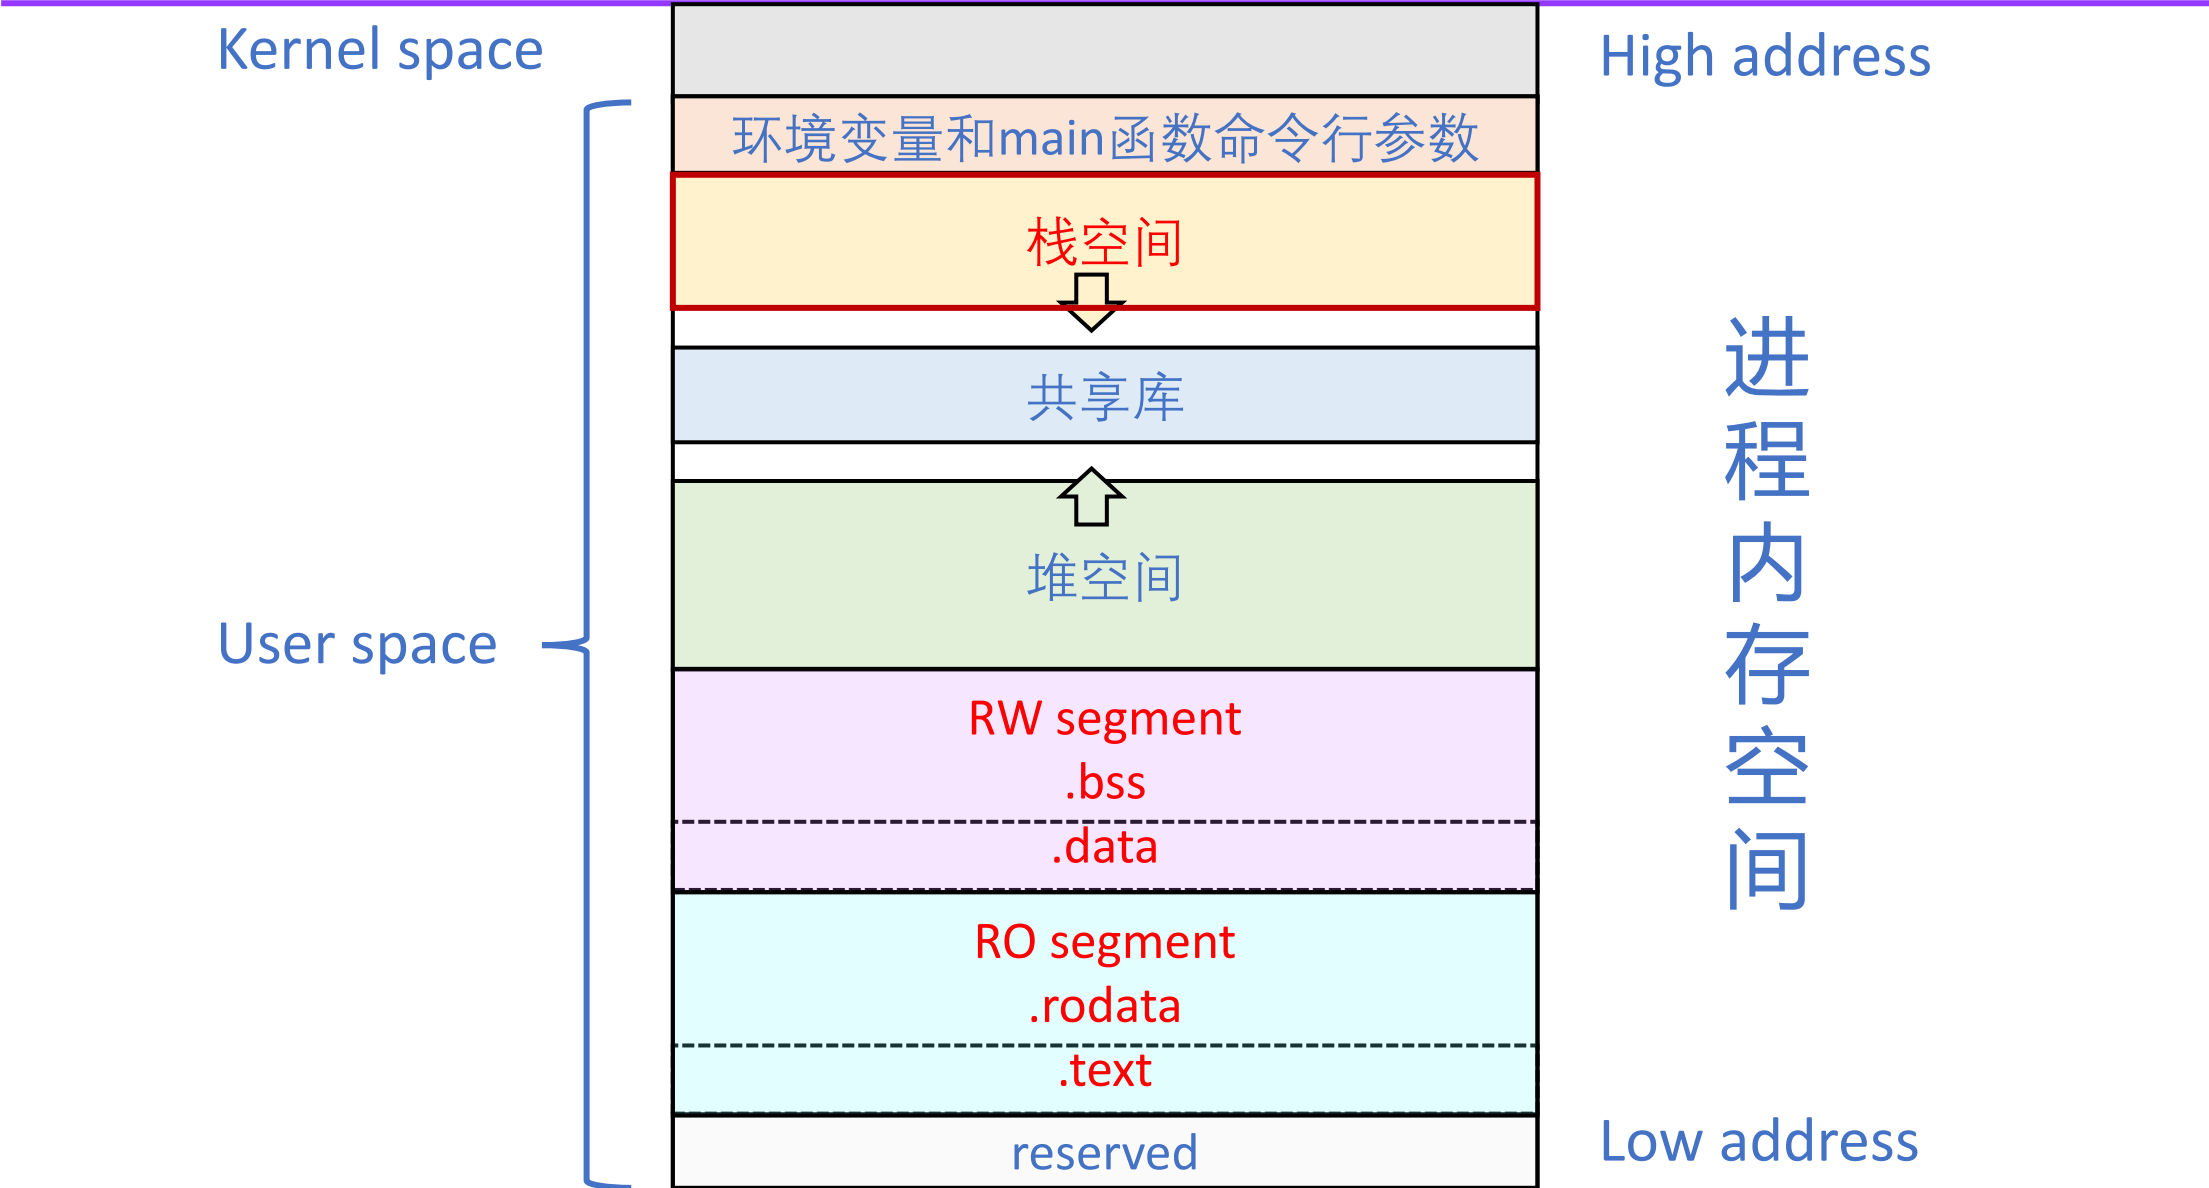 Kernel space
High address
环境变量和main函数命令行参数
栈空间
共享库
堆空间
User space
RW segment
.bss
.data
RO segment
.rodata
.text
reserved
Low address
进程内存空间